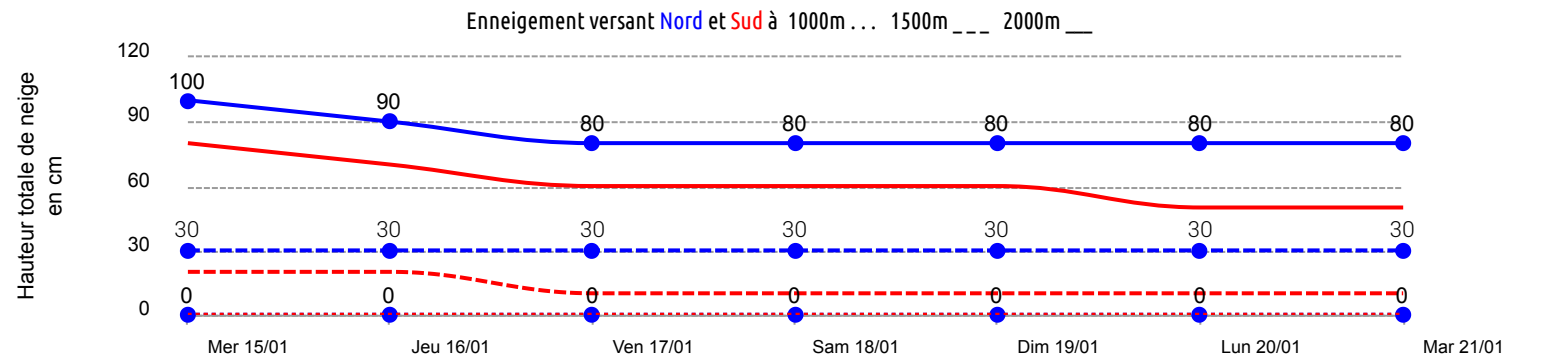 Enneigement versant Nord et Sud à 1000m . . . 1500m _ _ _ 2000m __
Hauteur totale de neige
en cm
120
90
60
30
0
100 90 80 80 80 80 80
30 30 30 30 30 30 30
0 0 0 0 0 0 0
Mer 15/01 Jeu 16/01 Ven 17/01 Sam 18/01 Dim 19/01 Lun 20/01 Mar 21/01